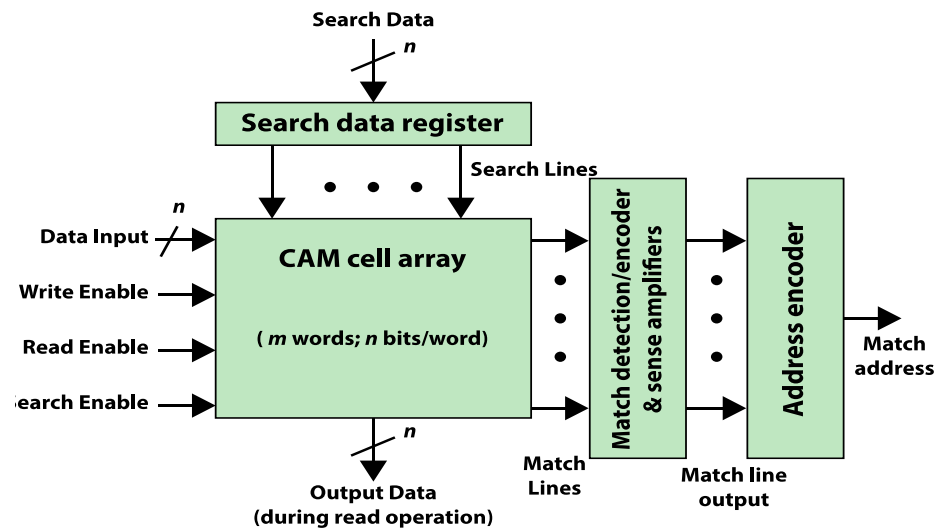 Search Data
n
Search data register
Search Lines
n
Data Input
Write Enable
Read Enable
earch Enable
CAM cell array
( m words; n bits/word)
n
Output Data
(during read operation)
Match detection/encoder
& sense amplifiers
Match
Lines
Match line
output
Address encoder
Match
address